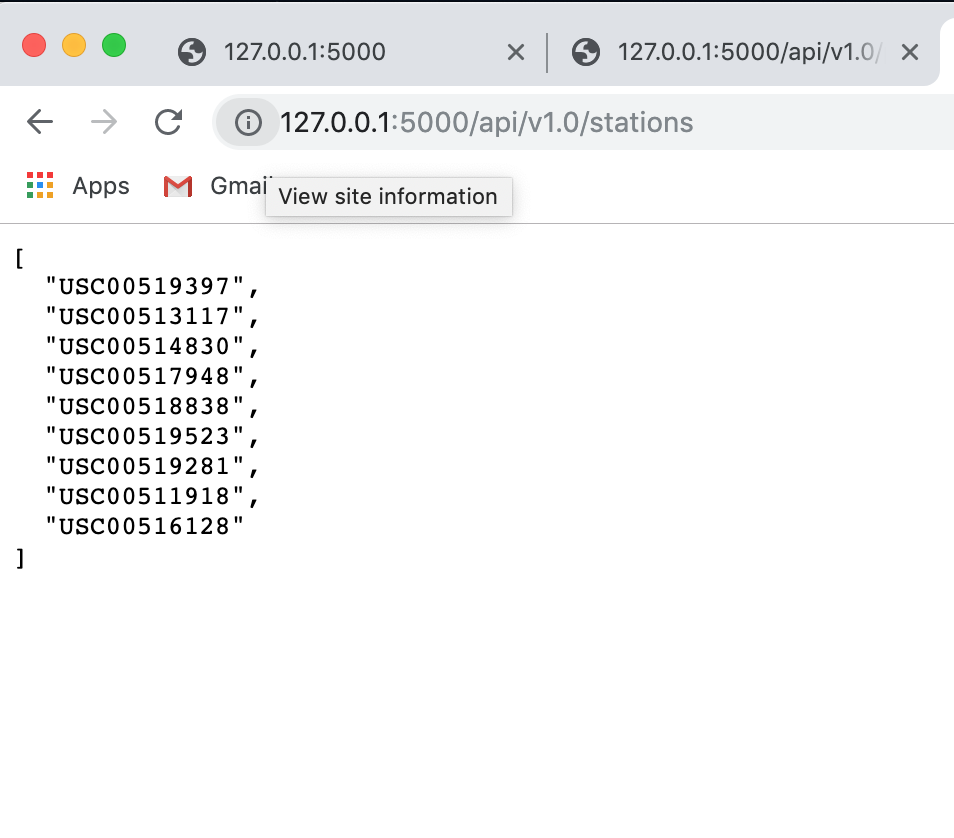 127.0.0.1:5000
127.0.0.1:5000/api/v1.0/
127.0.0.1:5000/api/v1.0/stations
Apps
Gmail
View site information
[
"USC00519397",
"USC00513117",
"USC00514830",
"USC00517948",
"USC00518838",
"USC00519523",
"USC00519281",
"USC00511918",
"USC00516128"
]